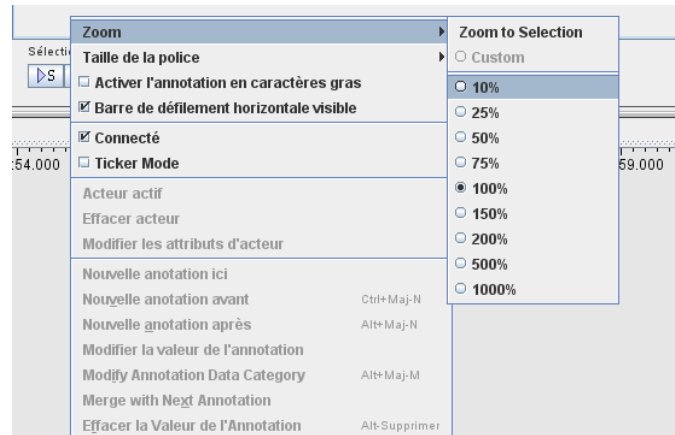 Zoom
Taille de la police
Activer l'annotation en caractères gras
Barre de défilement horizontale visible
Connecté
Ticker Mode
Acteur actif
Effacer acteur
Modifier les attributs d'acteur
Nouvelle anotation ici
Nouvelle anotation avant Ctrl+Maj-N
Nouvelle anotation après Alt+Maj-N
Modifier la valeur de l'annotation
Modify Annotation Data Category Alt+Maj-M
Merge with Next Annotation
Effacer la Valeur de l'Annotation Alt-Supprimer
Zoom to Selection
Custom
10%
25%
50%
75%
100%
150%
200%
500%
1000%
Sélecti
S
:54.000
59.000